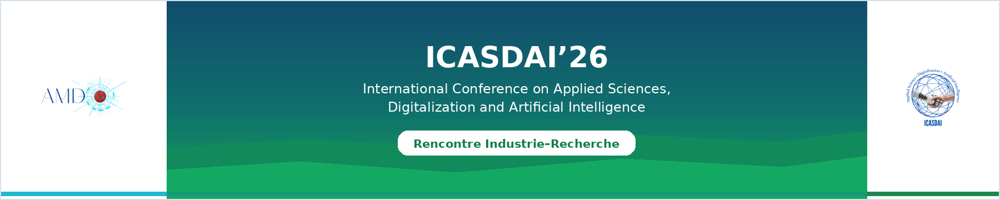 AMD
ICASDAI’26
International Conference on Applied Sciences,
Digitalization and Artificial Intelligence
Rencontre Industrie–Recherche
Applied Science • Digitalisation • Artificial Intelligence
ICASDAI